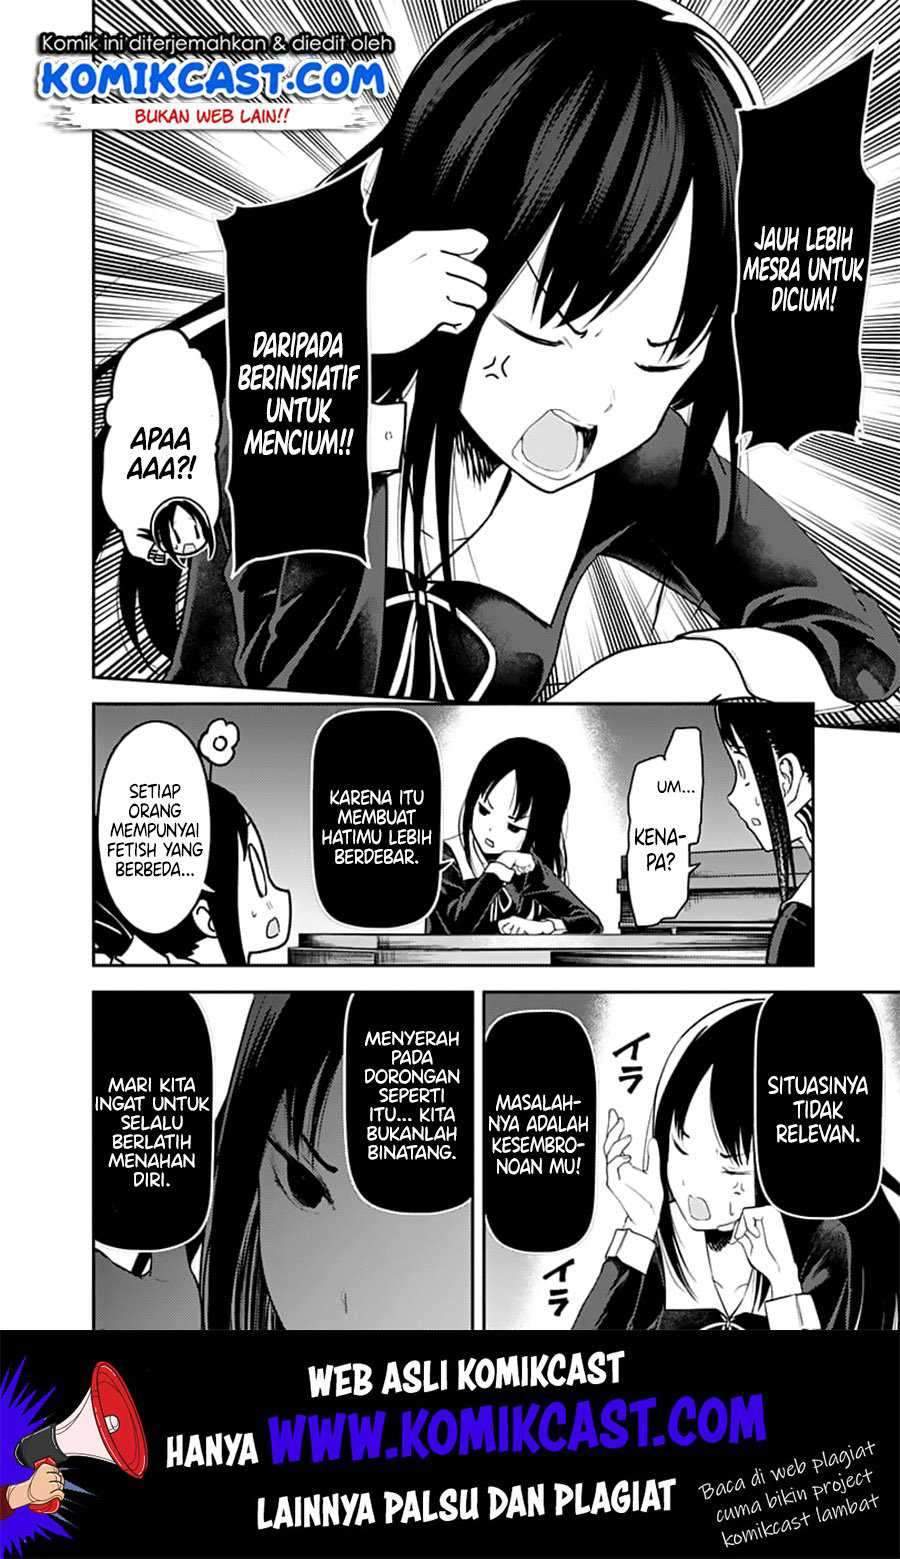 Komik ini diterjemahkan & diedit oleh
KOMIKCAST.COM
BUKAN WEB LAIN!!
JAUH LEBIH
MESRA UNTUK
DICIUM!
DARIPADA
BERINISIATIF
UNTUK
MENCIUM!!
APAA
AAA?!
UM...
KENA-
PA?
KARENA ITU
MEMBUAT
HATIMU LEBIH
BERDEBAR.
SETIAP
ORANG
MEMPUNYAI
FETISH YANG
BERBEDA...
SITUASINYA
TIDAK
RELEVAN.
イラ
MASALAH-
NYA ADALAH
KESEMBRO-
NOAN MU!
イラ
MENYERAH
PADA
DORONGAN
SEPERTI
ITU... KITA
BUKANLAH
BINATANG.
MARI KITA
INGAT UNTUK
SELALU
BERLATIH
MENAHAN
DIRI.
WEB ASLI KOMIKCAST
HANYA WWW.KOMIKCAST.COM
LAINNYA PALSU DAN PLAGIAT
Baca di web plagiat
cuma bikin project
komikcast lambat